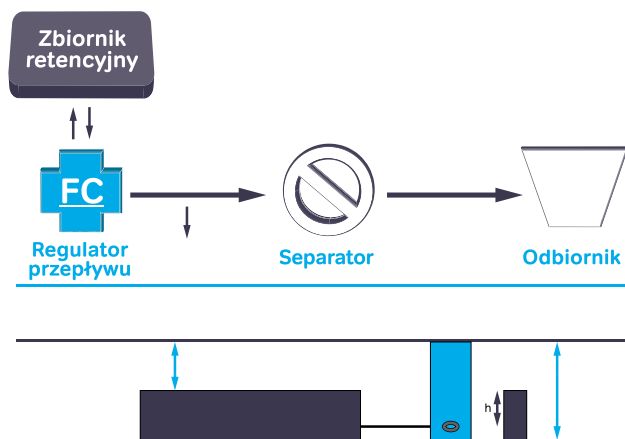 Zbiornik
retencyjny
FC
Regulator
przepływu
Separator
Odbiornik
h